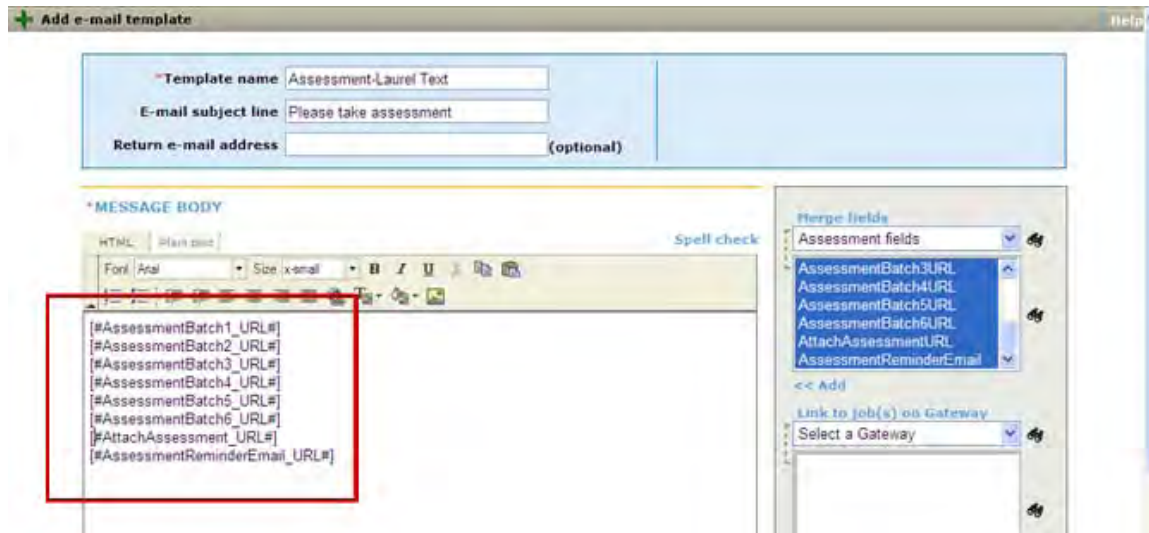 Add e-mail template
Help
*Template name Assessment-Laurel Text
E-mail subject line Please take assessment
Return e-mail address (optional)
*MESSAGE BODY
HTML Plain text Spell check
Font Arial Size x-small B I U
[#AssessmentBatch1_URL#]
[#AssessmentBatch2_URL#]
[#AssessmentBatch3_URL#]
[#AssessmentBatch4_URL#]
[#AssessmentBatch5_URL#]
[#AssessmentBatch6_URL#]
[#AttachAssessment_URL#]
[#AssessmentReminderEmail_URL#]
Merge fields
Assessment fields
AssessmentBatch3URL
AssessmentBatch4URL
AssessmentBatch5URL
AssessmentBatch6URL
AttachAssessmentURL
AssessmentReminderEmail
<< Add
Link to job(s) on Gateway
Select a Gateway